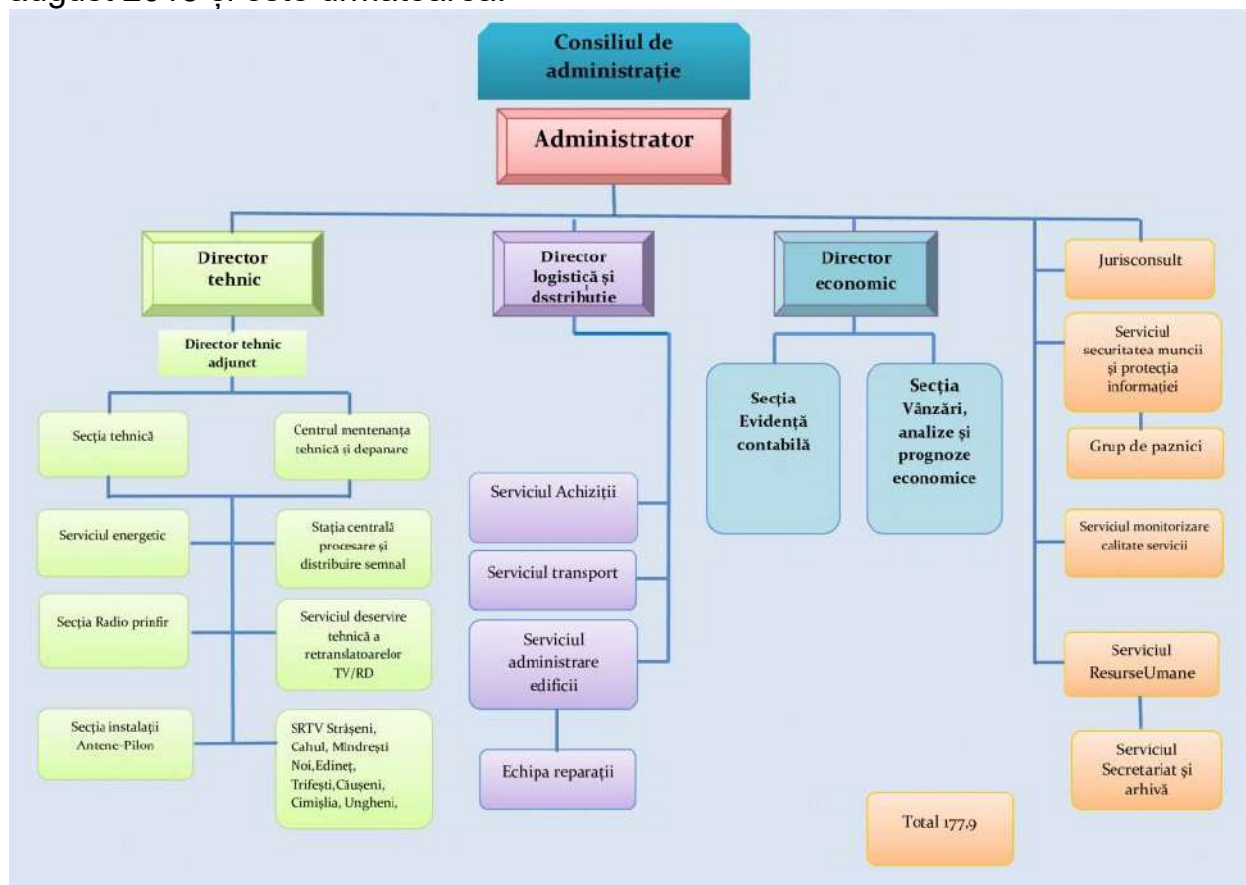 Consiliul de
administrație
Administrator
Director
tehnic
Director
logistică și
dsstributie
Director
economic
Jurisconsult
Director tehnic
adjunct
Serviciul
securitatea muncii
și protecția
informației
Secția tehnică
Centrul mentenanța
tehnică și depanare
Secția
Evidență
contabilă
Secția
Vânzări,
analize și
prognoze
economice
Grup de paznici
Serviciul Achiziții
Serviciul energetic
Stația centrală
procesare și
distribuire semnal
Serviciul monitorizare
calitate servicii
Serviciul transport
Secția Radio prinfir
Serviciul deservire
tehnică a
retranslatoarelor
TV/RD
Serviciul
administrare
edificii
Serviciul
ResurseUmane
Secția instalații
Antene-Pilon
SRTV Strășeni,
Cahul, Mîndrești
Noi,Edineț,
Trifești,Căușeni,
Cimișlia, Ungheni,
Echipa reparații
Serviciul
Secretariat și
arhivă
Total 177,9